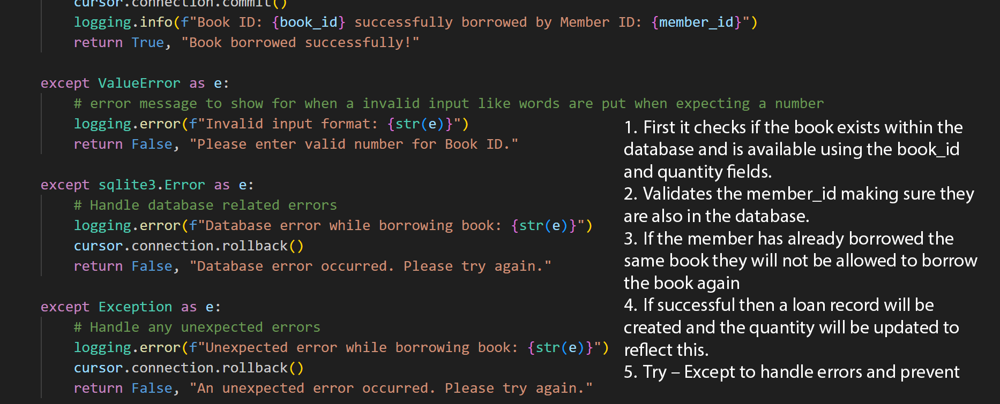 cursor.connection.commit()
logging.info(f"Book ID: {book_id} successfully borrowed by Member ID: {member_id}")
return True, "Book borrowed successfully!"
except ValueError as e:
# error message to show for when a invalid input like words are put when expecting a number
logging.error(f"Invalid input format: {str(e)}")
return False, "Please enter valid number for Book ID."
except sqlite3.Error as e:
# Handle database related errors
logging.error(f"Database error while borrowing book: {str(e)}")
cursor.connection.rollback()
return False, "Database error occurred. Please try again."
except Exception as e:
# Handle any unexpected errors
logging.error(f"Unexpected error while borrowing book: {str(e)}")
cursor.connection.rollback()
return False, "An unexpected error occurred. Please try again."
1. First it checks if the book exists within the
database and is available using the book_id
and quantity fields.
2. Validates the member_id making sure they
are also in the database.
3. If the member has already borrowed the
same book they will not be allowed to borrow
the book again
4. If successful then a loan record will be
created and the quantity will be updated to
reflect this.
5. Try – Except to handle errors and prevent